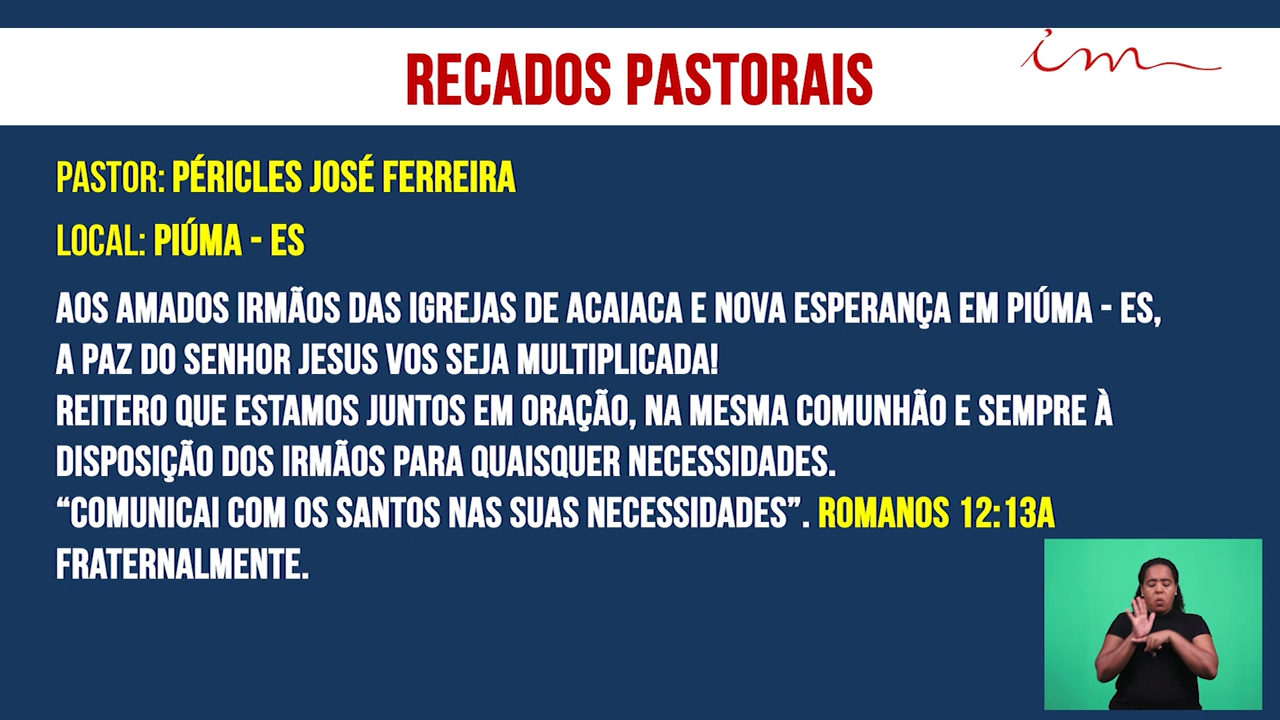 im
RECADOS PASTORAIS
PASTOR: PÉRICLES JOSÉ FERREIRA
LOCAL: PIÚMA - ES
AOS AMADOS IRMÃOS DAS IGREJAS DE ACAIACA E NOVA ESPERANÇA EM PIÚMA - ES,
A PAZ DO SENHOR JESUS VOS SEJA MULTIPLICADA!
REITERO QUE ESTAMOS JUNTOS EM ORAÇÃO, NA MESMA COMUNHÃO E SEMPRE À
DISPOSIÇÃO DOS IRMÃOS PARA QUAISQUER NECESSIDADES.
“COMUNICAI COM OS SANTOS NAS SUAS NECESSIDADES”. ROMANOS 12:13A
FRATERNALMENTE.